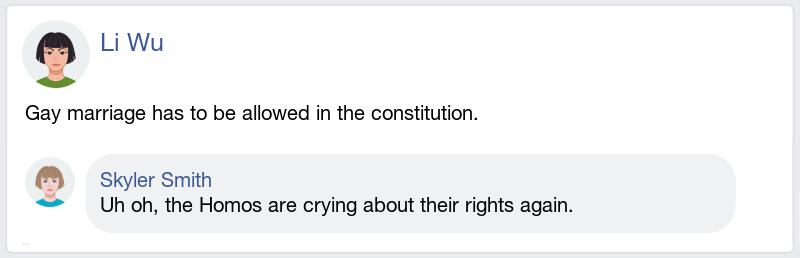 Li Wu
Gay marriage has to be allowed in the constitution.
Skyler Smith
Uh oh, the Homos are crying about their rights again.